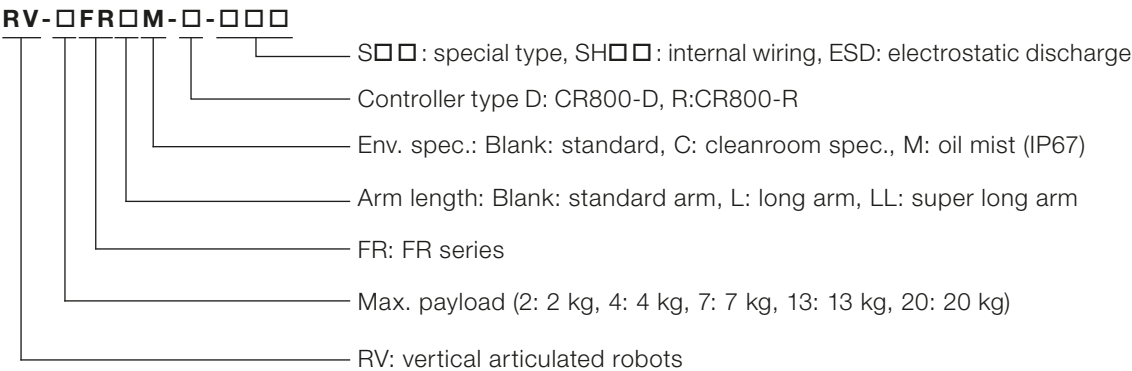 RV-□FR□M-□-□□□
S□□: special type, SH□□: internal wiring, ESD: electrostatic discharge
Controller type D: CR800-D, R:CR800-R
Env. spec.: Blank: standard, C: cleanroom spec., M: oil mist (IP67)
Arm length: Blank: standard arm, L: long arm, LL: super long arm
FR: FR series
Max. payload (2: 2 kg, 4: 4 kg, 7: 7 kg, 13: 13 kg, 20: 20 kg)
RV: vertical articulated robots